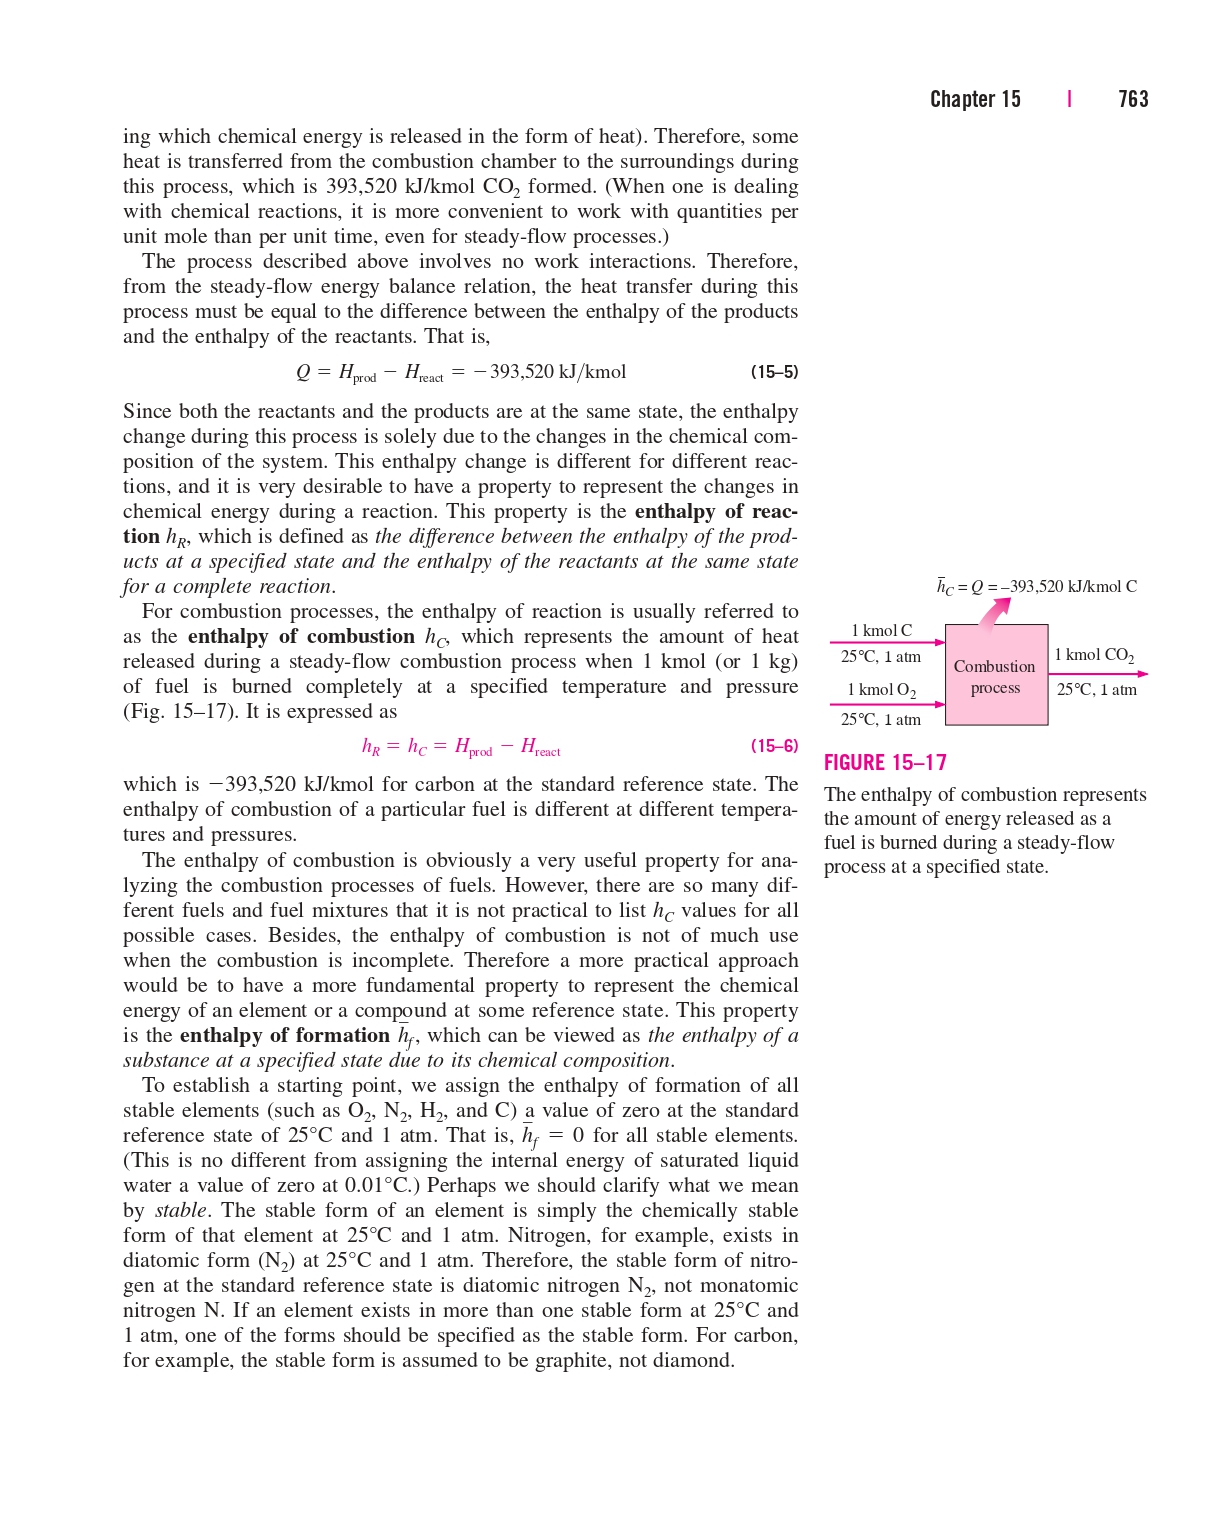 Chapter 15 | 763
ing which chemical energy is released in the form of heat). Therefore, some
heat is transferred from the combustion chamber to the surroundings during
this process, which is 393,520 kJ/kmol CO₂ formed. (When one is dealing
with chemical reactions, it is more convenient to work with quantities per
unit mole than per unit time, even for steady-flow processes.)
The process described above involves no work interactions. Therefore,
from the steady-flow energy balance relation, the heat transfer during this
process must be equal to the difference between the enthalpy of the products
and the enthalpy of the reactants. That is,
Q = H_prod − H_react = −393,520 kJ/kmol (15–5)
Since both the reactants and the products are at the same state, the enthalpy
change during this process is solely due to the changes in the chemical com-
position of the system. This enthalpy change is different for different reac-
tions, and it is very desirable to have a property to represent the changes in
chemical energy during a reaction. This property is the enthalpy of reac-
tion h_R, which is defined as the difference between the enthalpy of the prod-
ucts at a specified state and the enthalpy of the reactants at the same state
for a complete reaction.
For combustion processes, the enthalpy of reaction is usually referred to
as the enthalpy of combustion h_C, which represents the amount of heat
released during a steady-flow combustion process when 1 kmol (or 1 kg)
of fuel is burned completely at a specified temperature and pressure
(Fig. 15–17). It is expressed as
h_R = h_C = H_prod − H_react (15–6)
which is −393,520 kJ/kmol for carbon at the standard reference state. The
enthalpy of combustion of a particular fuel is different at different tempera-
tures and pressures.
The enthalpy of combustion is obviously a very useful property for ana-
lyzing the combustion processes of fuels. However, there are so many dif-
ferent fuels and fuel mixtures that it is not practical to list h_C values for all
possible cases. Besides, the enthalpy of combustion is not of much use
when the combustion is incomplete. Therefore a more practical approach
would be to have a more fundamental property to represent the chemical
energy of an element or a compound at some reference state. This property
is the enthalpy of formation h̄_f, which can be viewed as the enthalpy of a
substance at a specified state due to its chemical composition.
To establish a starting point, we assign the enthalpy of formation of all
stable elements (such as O₂, N₂, H₂, and C) a value of zero at the standard
reference state of 25°C and 1 atm. That is, h̄_f = 0 for all stable elements.
(This is no different from assigning the internal energy of saturated liquid
water a value of zero at 0.01°C.) Perhaps we should clarify what we mean
by stable. The stable form of an element is simply the chemically stable
form of that element at 25°C and 1 atm. Nitrogen, for example, exists in
diatomic form (N₂) at 25°C and 1 atm. Therefore, the stable form of nitro-
gen at the standard reference state is diatomic nitrogen N₂, not monatomic
nitrogen N. If an element exists in more than one stable form at 25°C and
1 atm, one of the forms should be specified as the stable form. For carbon,
for example, the stable form is assumed to be graphite, not diamond.
h̄_C = Q = –393,520 kJ/kmol C
1 kmol C
25°C, 1 atm
1 kmol O₂
25°C, 1 atm
Combustion
process
1 kmol CO₂
25°C, 1 atm
FIGURE 15–17
The enthalpy of combustion represents
the amount of energy released as a
fuel is burned during a steady-flow
process at a specified state.